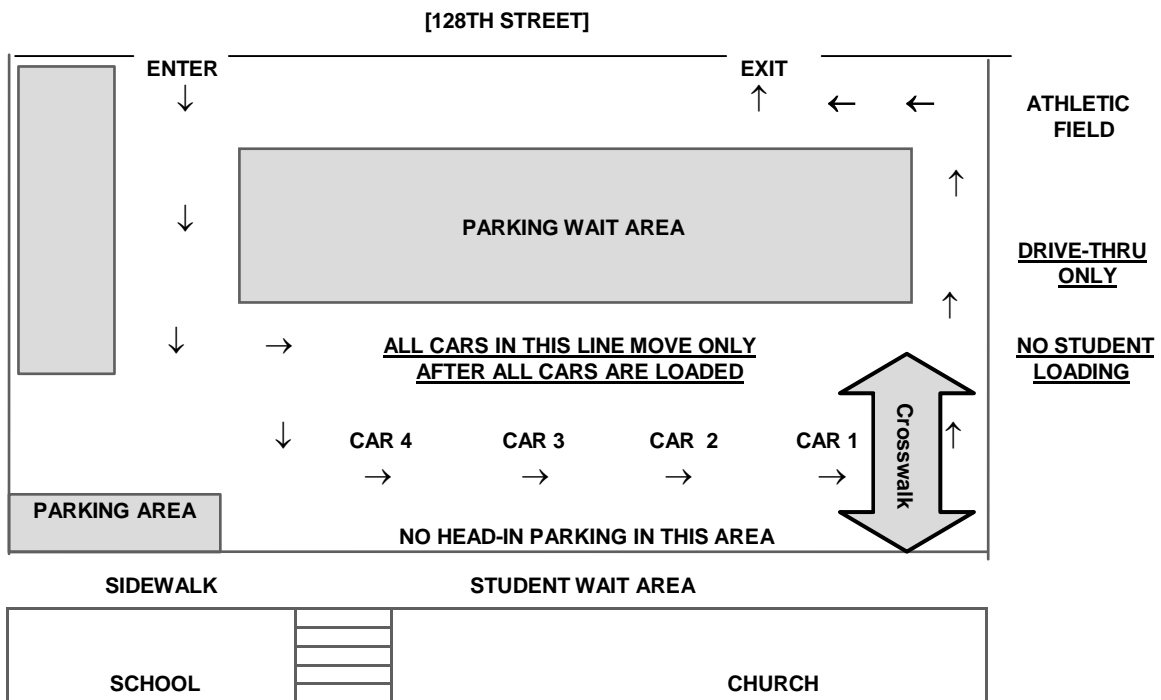 [128TH STREET]
ENTER
EXIT
ATHLETIC
FIELD
PARKING WAIT AREA
DRIVE-THRU
ONLY
ALL CARS IN THIS LINE MOVE ONLY
AFTER ALL CARS ARE LOADED
NO STUDENT
LOADING
Crosswalk
CAR 4
CAR 3
CAR 2
CAR 1
PARKING AREA
NO HEAD-IN PARKING IN THIS AREA
SIDEWALK
STUDENT WAIT AREA
SCHOOL
CHURCH